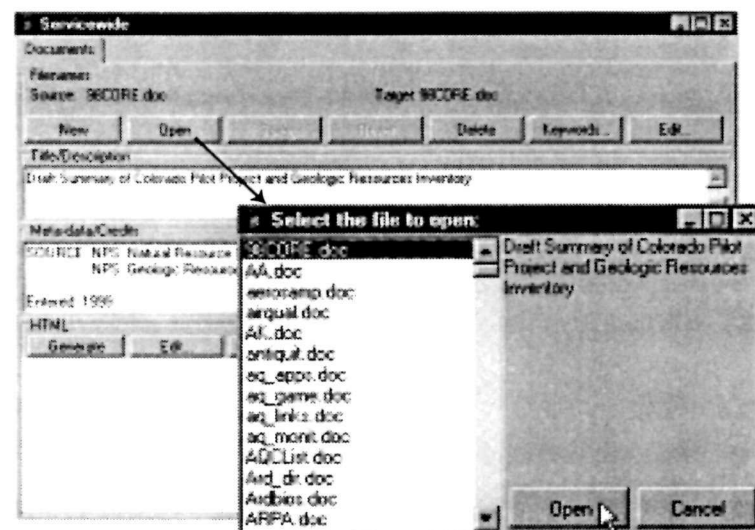 Servicewide
Documents
Filenames
Source: 98CORE.doc Target: 98CORE.doc
New Open Delete Keywords... Edit...
Title/Description
Draft Summary of Colorado Pilot Project and Geologic Resources Inventory
Metadata/Credits
SOURCE: NPS Natural Resource
NPS Geologic Resource
Entered: 1998
HTML
Generate Edit...
Select the file to open:
98CORE.doc
AA.doc
aerosamp.doc
airqual.doc
AK.doc
antiquit.doc
aq_apps.doc
aq_game.doc
aq_links.doc
aq_monit.doc
AQCList.doc
Ard_dir.doc
Ardbios.doc
ARPA.doc
Draft Summary of Colorado Pilot
Project and Geologic Resources
Inventory
Open Cancel